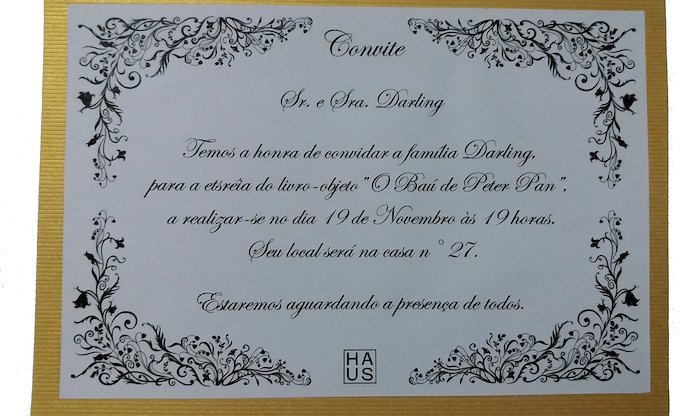 Convite
Sr. e Sra. Darling
Temos a honra de convidar a família Darling,
para a etsrêia do livro-objeto "O Baú de Peter Pan",
a realizar-se no dia 19 de Novembro às 19 horas.
Seu local será na casa n° 27.
Estaremos aguardando a presença de todos.
HA
US